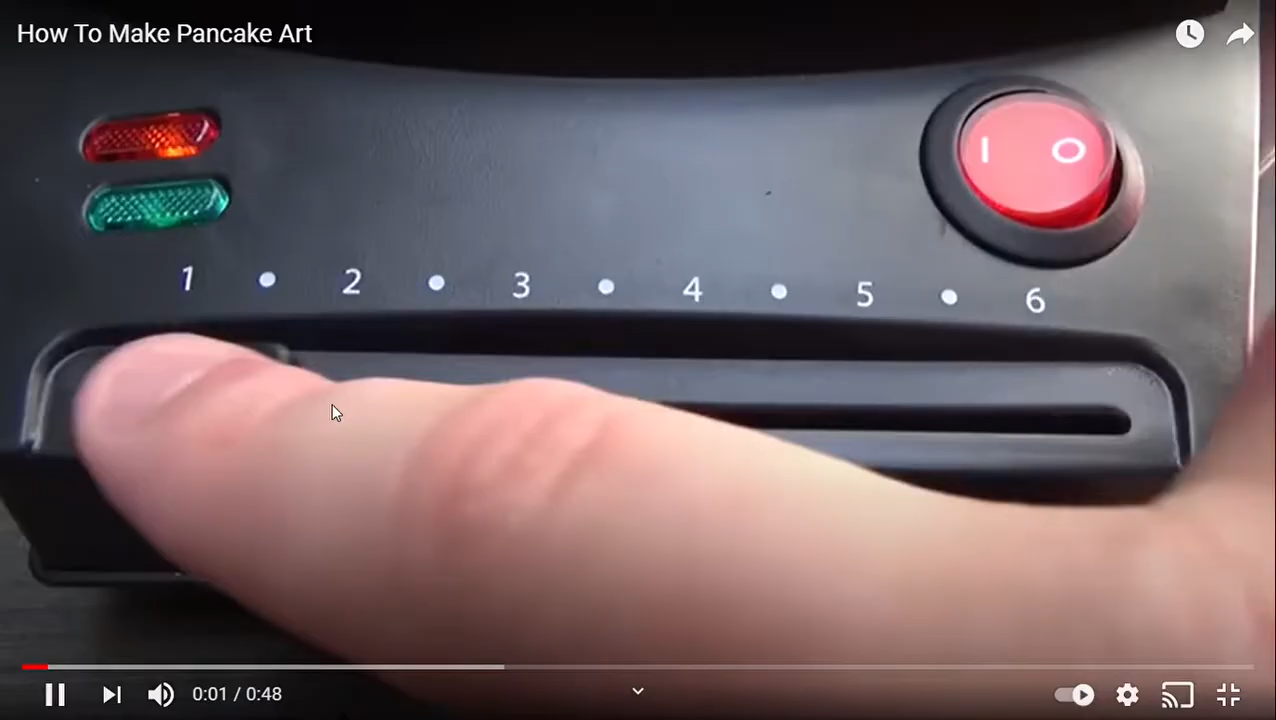 How To Make Pancake Art
I O
1 • 2 • 3 • 4 • 5 • 6
0:01 / 0:48